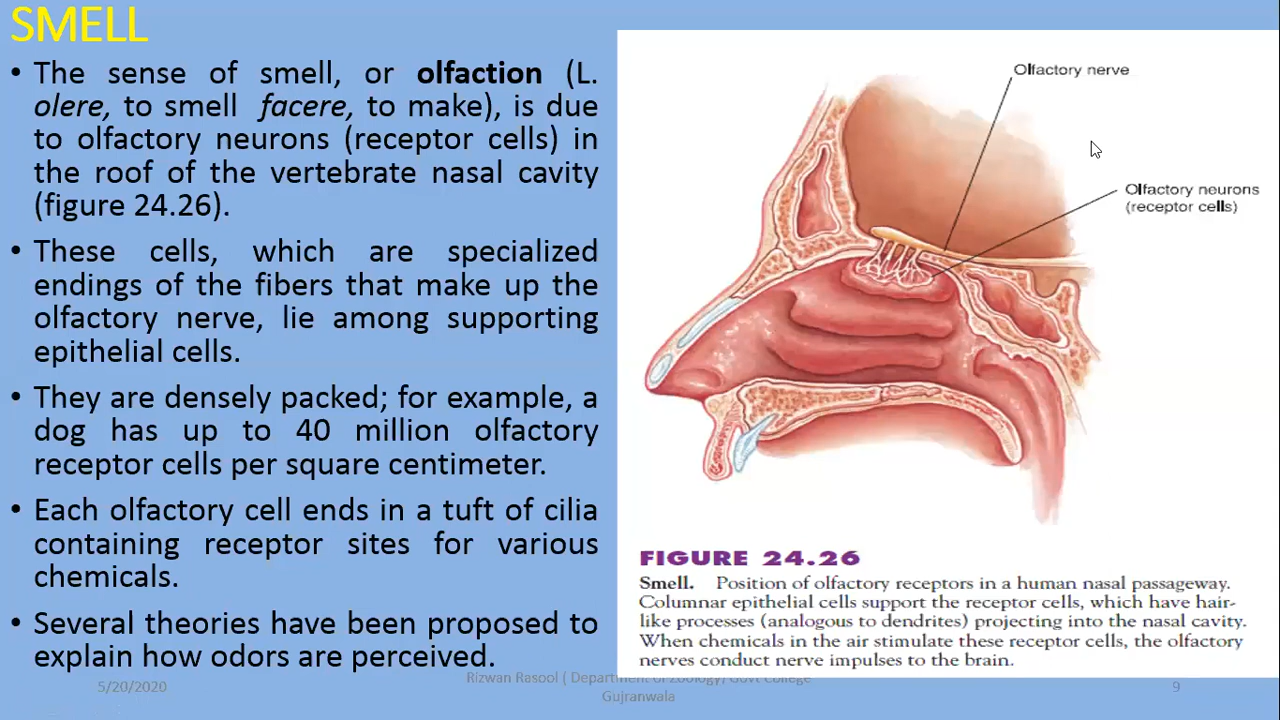 SMELL
• The sense of smell, or olfaction (L.
olere, to smell facere, to make), is due
to olfactory neurons (receptor cells) in
the roof of the vertebrate nasal cavity
(figure 24.26).
• These cells, which are specialized
endings of the fibers that make up the
olfactory nerve, lie among supporting
epithelial cells.
• They are densely packed; for example, a
dog has up to 40 million olfactory
receptor cells per square centimeter.
• Each olfactory cell ends in a tuft of cilia
containing receptor sites for various
chemicals.
• Several theories have been proposed to
explain how odors are perceived.
Olfactory nerve
Olfactory neurons
(receptor cells)
FIGURE 24.26
Smell. Position of olfactory receptors in a human nasal passageway.
Columnar epithelial cells support the receptor cells, which have hair-
like processes (analogous to dendrites) projecting into the nasal cavity.
When chemicals in the air stimulate these receptor cells, the olfactory
nerves conduct nerve impulses to the brain.
5/20/2020
Rizwan Rasool ( Department of Zoology) Govt College
Gujranwala
9